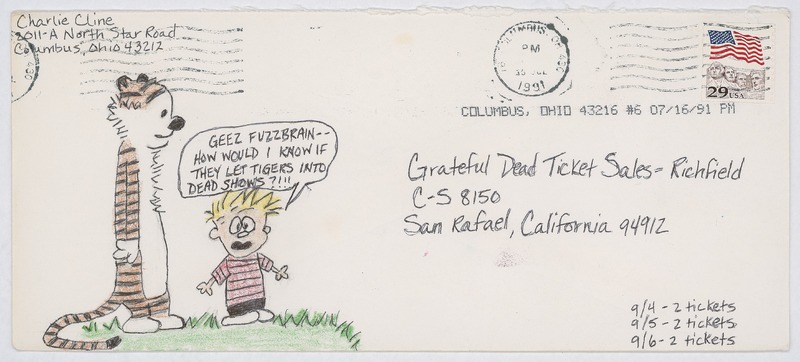 Charlie Cline
2011-A North Star Road
Columbus, Ohio 43212
PM
1991
29 USA
COLUMBUS, OHIO 43216 #6 07/16/91 PM
GEEZ FUZZBRAIN--
HOW WOULD I KNOW IF
THEY LET TIGERS INTO
DEAD SHOWS?!!!
Grateful Dead Ticket Sales - Richfield
C-S 8150
San Rafael, California 94912
9/4 - 2 tickets
9/5 - 2 tickets
9/6 - 2 tickets